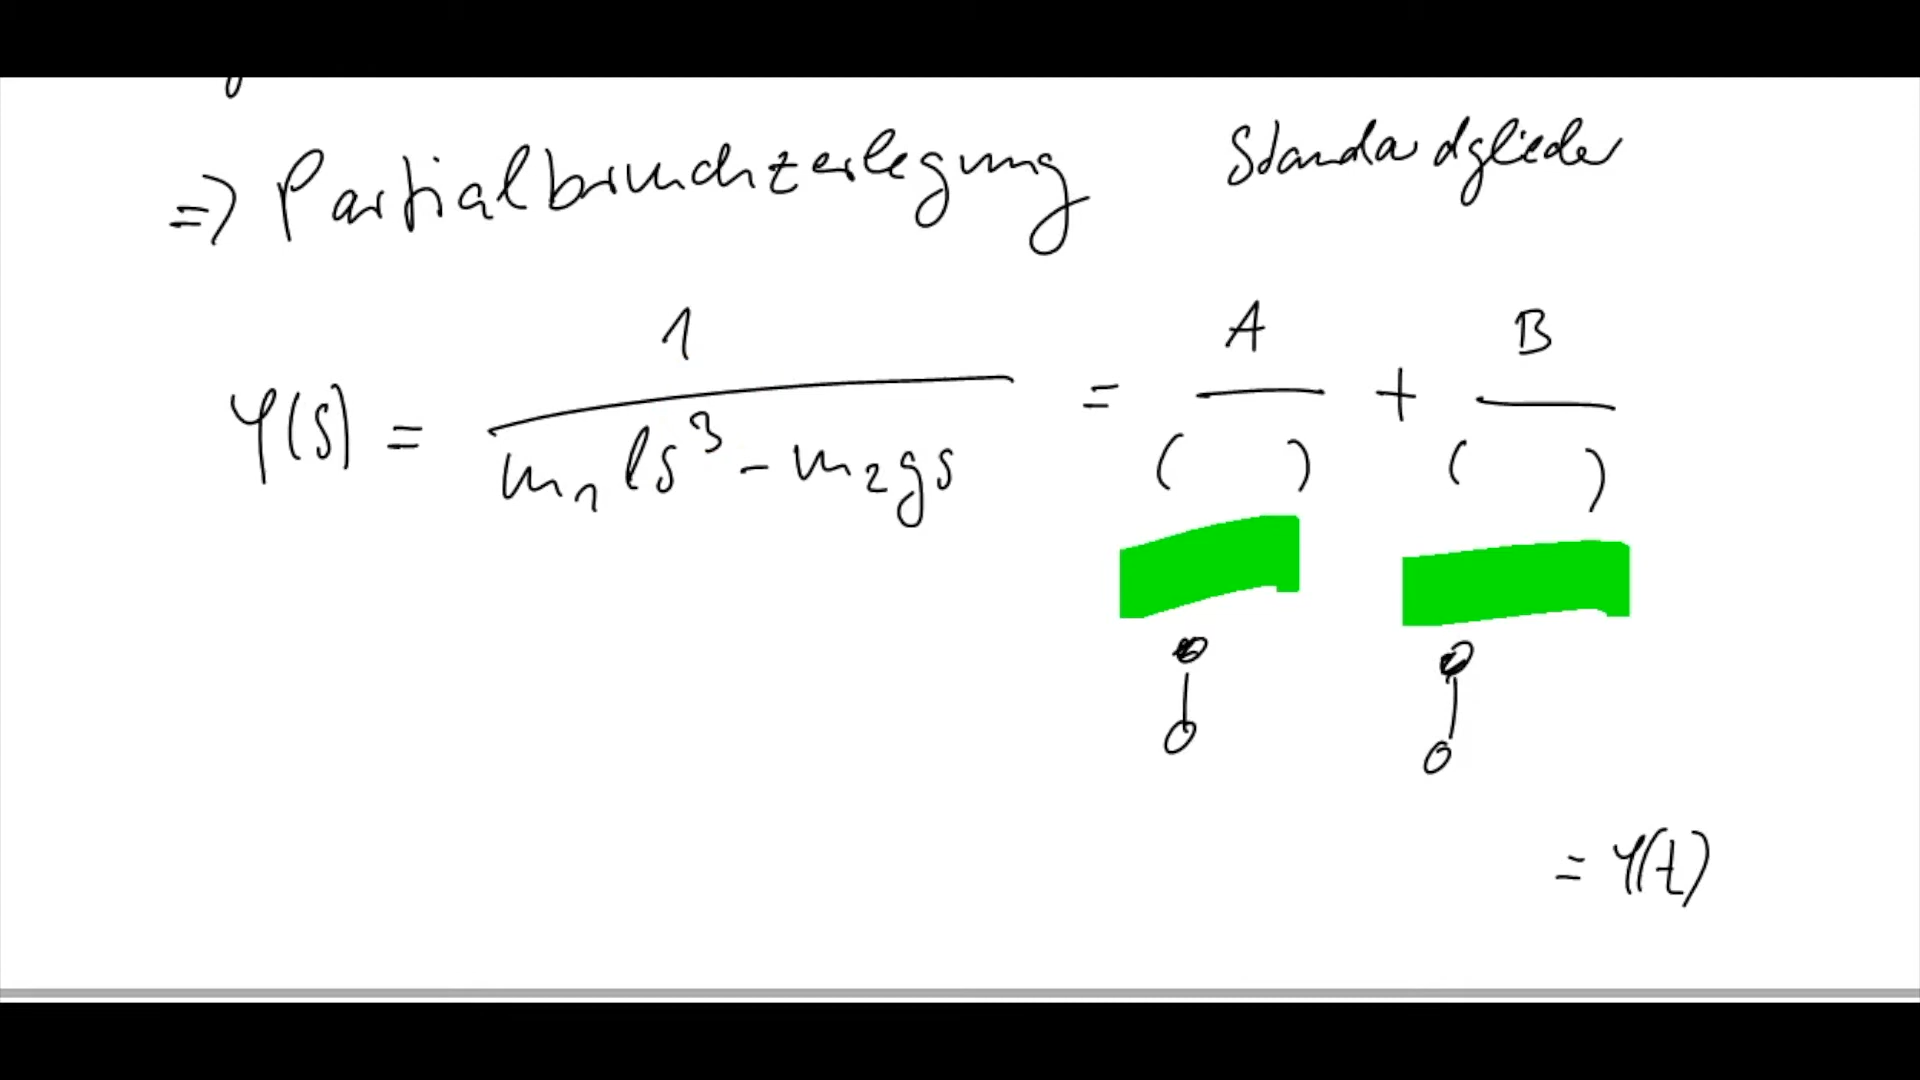 => Partialbruchzerlegung Standardglieder
Y(s) = 1 / (m₁ls³ - m₂gs) = A / ( ) + B / ( )
= Y(t)